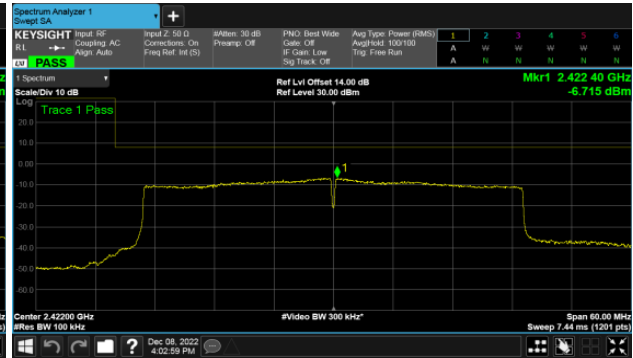 Spectrum Analyzer 1
Swept SA
+
KEYSIGHT Input: RF Input Z: 50 Ω #Atten: 30 dB PNO: Best Wide Avg Type: Power (RMS) 1 2 3 4 5 6
RL Coupling: AC Corrections: On Preamp: Off Gate: Off Avg|Hold: 100/100 A W W W W W
Align: Auto Freq Ref: Int (S) IF Gain: Low Trig: Free Run
Sig Track: Off A N N N N N
LXI PASS
1 Spectrum Ref Lvl Offset 14.00 dB Mkr1 2.422 40 GHz
Scale/Div 10 dB Ref Level 30.00 dBm -6.715 dBm
Log
Trace 1 Pass
20.0
10.0
1
0.00
-10.0
-20.0
-30.0
-40.0
-50.0
-60.0
Center 2.42200 GHz #Video BW 300 kHz* Span 60.00 MHz
#Res BW 100 kHz Sweep 7.44 ms (1201 pts)
? Dec 08, 2022
4:02:59 PM